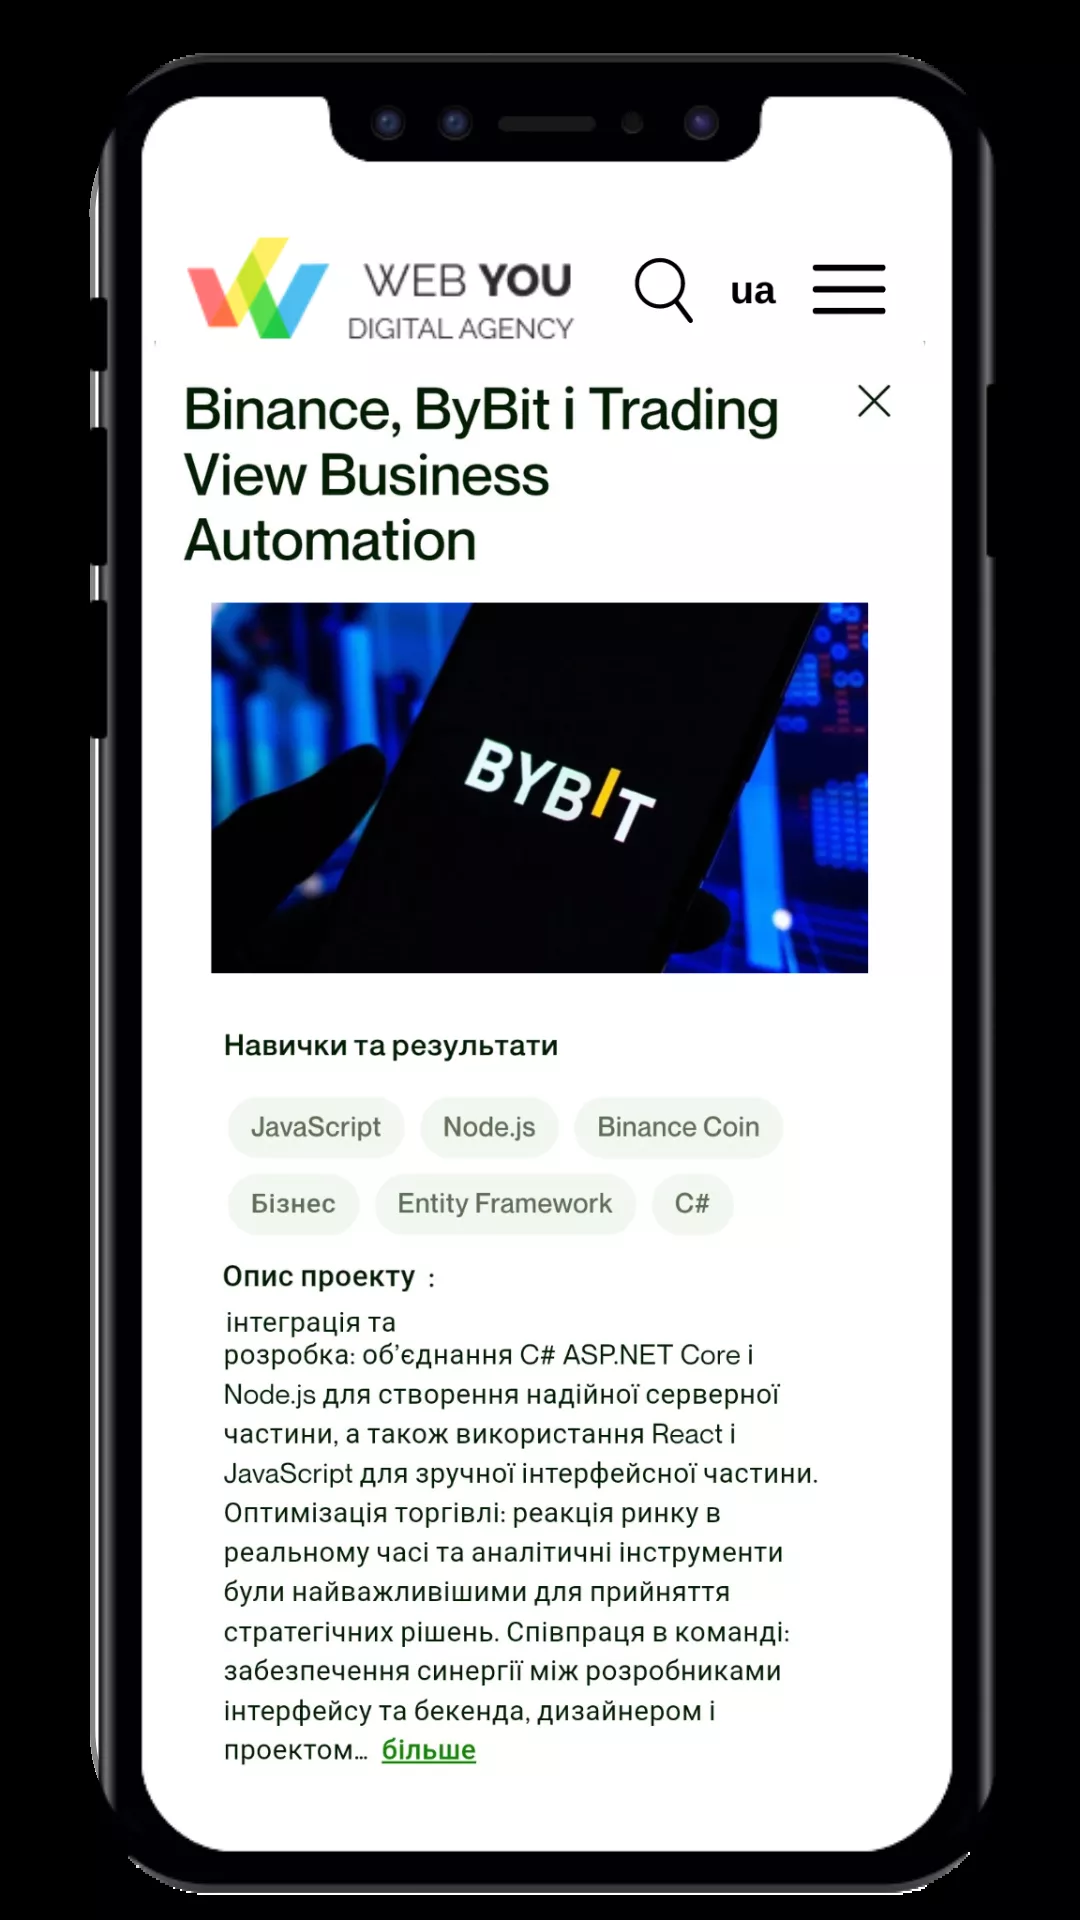 WEB YOU
DIGITAL AGENCY
ua
Binance, ByBit і Trading
View Business
Automation
BYBIT
Навички та результати
JavaScript
Node.js
Binance Coin
Бізнес
Entity Framework
C#
Опис проекту :
інтеграція та
розробка: об’єднання C# ASP.NET Core і
Node.js для створення надійної серверної
частини, а також використання React і
JavaScript для зручної інтерфейсної частини.
Оптимізація торгівлі: реакція ринку в
реальному часі та аналітичні інструменти
були найважливішими для прийняття
стратегічних рішень. Співпраця в команді:
забезпечення синергії між розробниками
інтерфейсу та бекенда, дизайнером і
проектом… більше